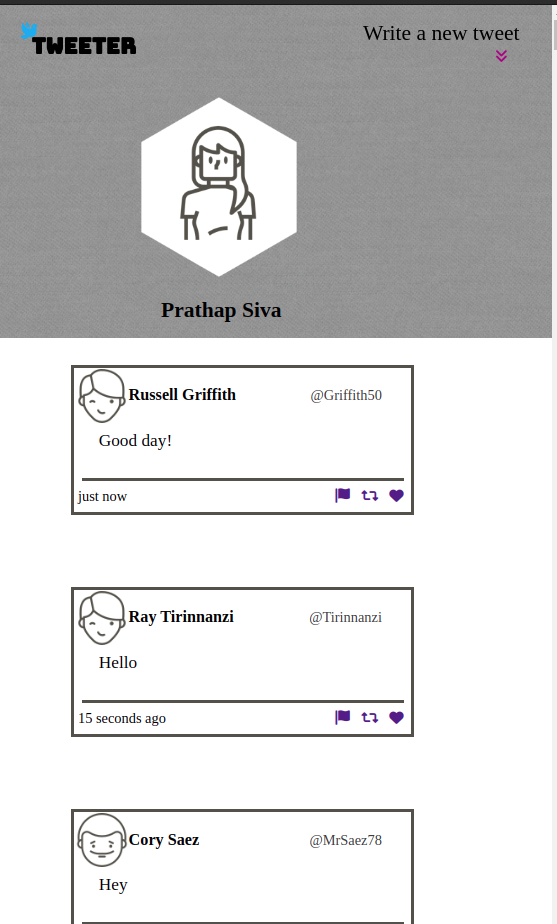 TWEETER
Write a new tweet
Prathap Siva
Russell Griffith @Griffith50
Good day!
just now
Ray Tirinnanzi @Tirinnanzi
Hello
15 seconds ago
Cory Saez @MrSaez78
Hey